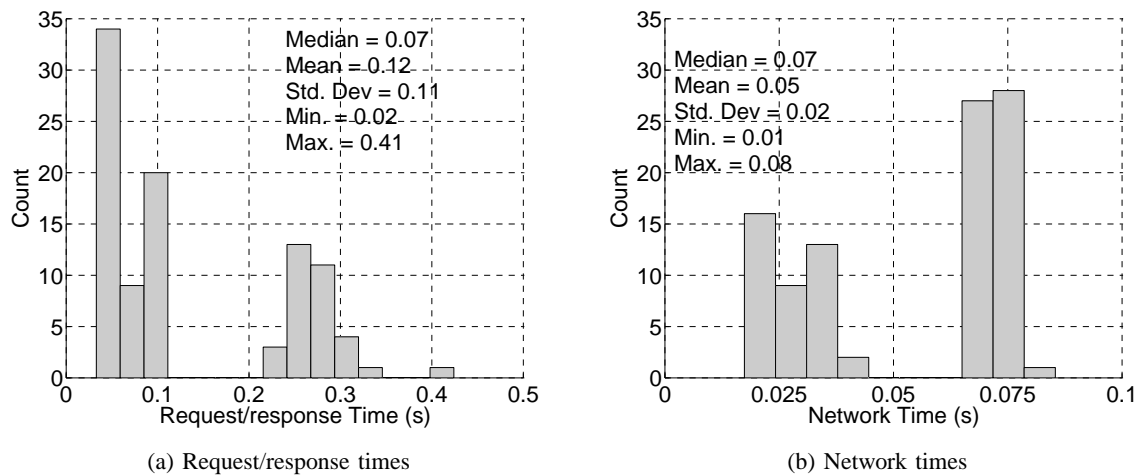 35
30
25
20
15
10
5
0
Count
Median = 0.07
Mean = 0.12
Std. Dev = 0.11
Min. = 0.02
Max. = 0.41
0 0.1 0.2 0.3 0.4 0.5
Request/response Time (s)
(a) Request/response times
35
30
25
20
15
10
5
0
Count
Median = 0.07
Mean = 0.05
Std. Dev = 0.02
Min. = 0.01
Max. = 0.08
0 0.025 0.05 0.075 0.1
Network Time (s)
(b) Network times